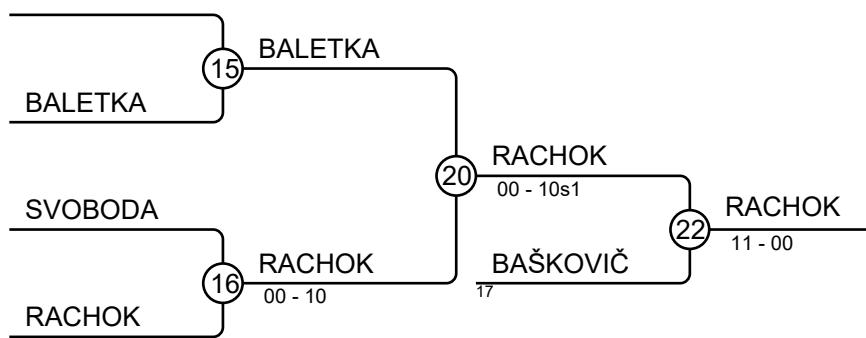 15
BALETKA
BALETKA
20
RACHOK
00 - 10s1
SVOBODA
16
RACHOK
00 - 10
RACHOK
22
RACHOK
11 - 00
BAŠKOVIČ
17